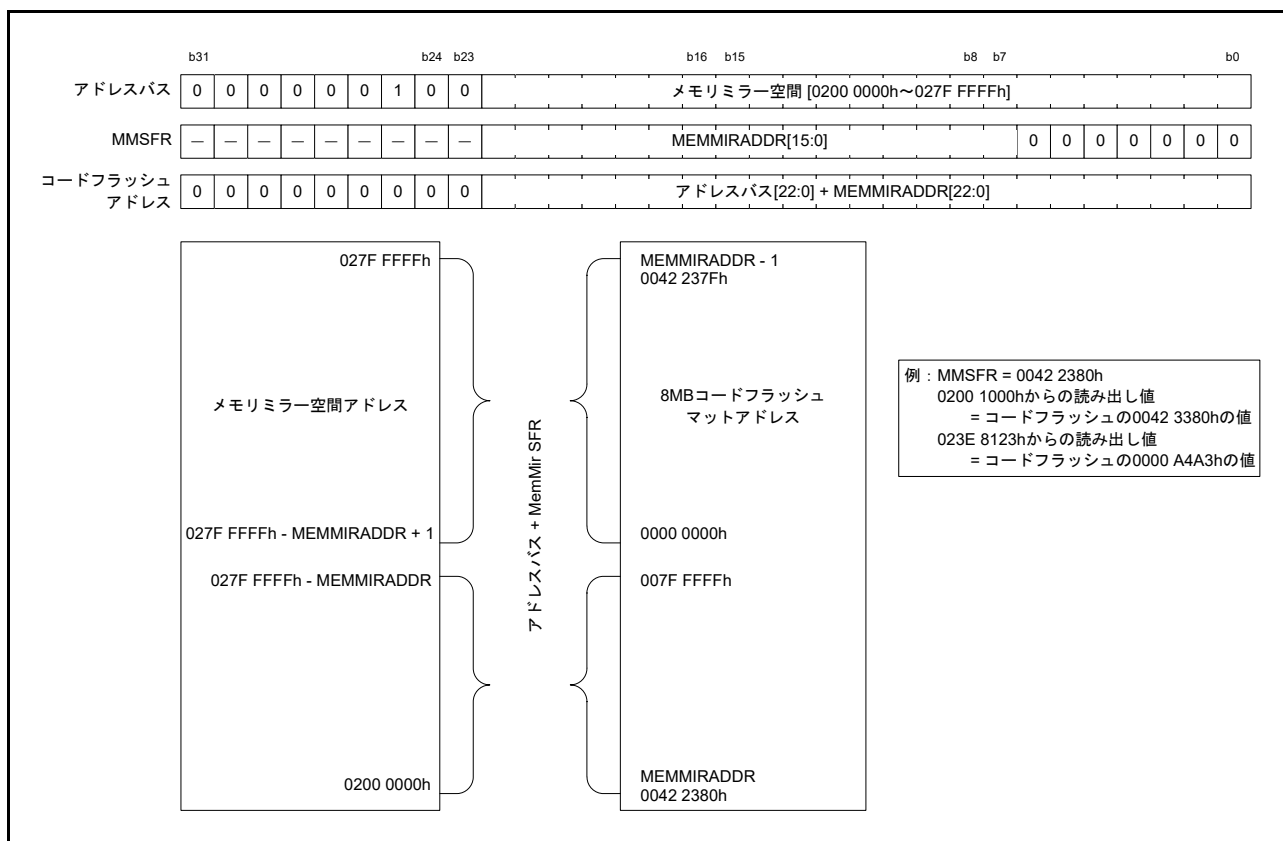 b31 b24 b23 b16 b15 b8 b7 b0
アドレスバス 0 0 0 0 0 0 1 0 0 メモリミラー空間 [0200 0000h～027F FFFFh]
MMSFR － － － － － － － － － MEMMIRADDR[15:0] 0 0 0 0 0 0 0
コードフラッシュ
アドレス 0 0 0 0 0 0 0 0 0 アドレスバス[22:0] + MEMMIRADDR[22:0]
027F FFFFh
メモリミラー空間アドレス
027F FFFFh - MEMMIRADDR + 1
027F FFFFh - MEMMIRADDR
0200 0000h
アドレスバス + MemMir SFR
MEMMIRADDR - 1
0042 237Fh
8MBコードフラッシュ
マットアドレス
0000 0000h
007F FFFFh
MEMMIRADDR
0042 2380h
例：MMSFR = 0042 2380h
0200 1000hからの読み出し値
= コードフラッシュの0042 3380hの値
023E 8123hからの読み出し値
= コードフラッシュの0000 A4A3hの値